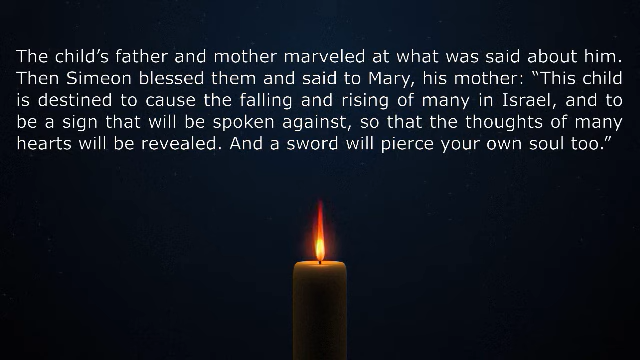 The child’s father and mother marveled at what was said about him.
Then Simeon blessed them and said to Mary, his mother: “This child
is destined to cause the falling and rising of many in Israel, and to
be a sign that will be spoken against, so that the thoughts of many
hearts will be revealed. And a sword will pierce your own soul too.”